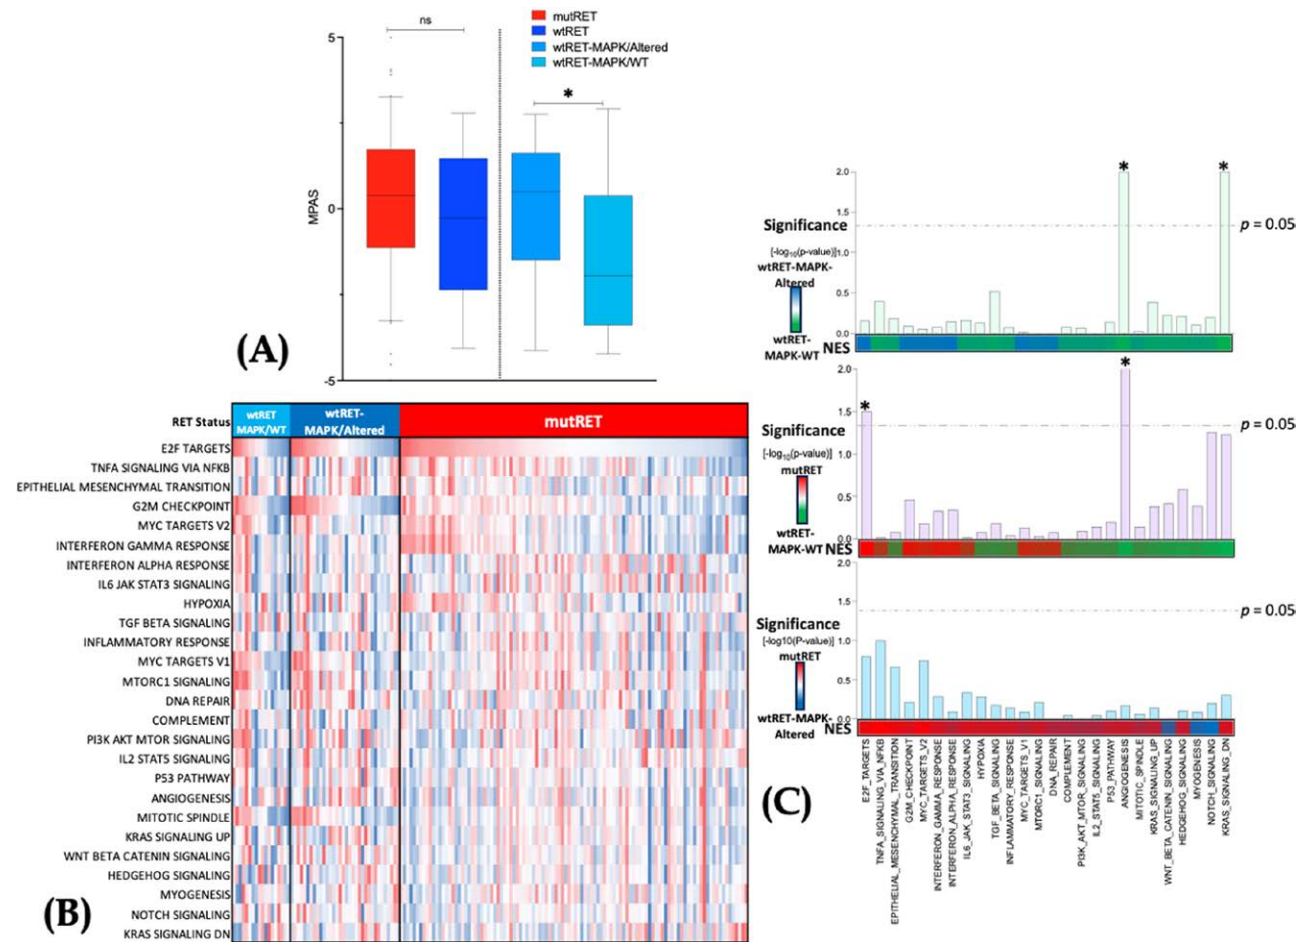 mutRET
wtRET
wtRET-MAPK/Altered
wtRET-MAPK/WT
ns
*
5
0
-5
MPAS
(A)
RET Status
wtRET
MAPK/WT
wtRET-
MAPK/Altered
mutRET
E2F TARGETS
TNFA SIGNALING VIA NFKB
EPITHELIAL MESENCHYMAL TRANSITION
G2M CHECKPOINT
MYC TARGETS V2
INTERFERON GAMMA RESPONSE
INTERFERON ALPHA RESPONSE
IL6 JAK STAT3 SIGNALING
HYPOXIA
TGF BETA SIGNALING
INFLAMMATORY RESPONSE
MYC TARGETS V1
MTORC1 SIGNALING
DNA REPAIR
COMPLEMENT
PI3K AKT MTOR SIGNALING
IL2 STAT5 SIGNALING
P53 PATHWAY
ANGIOGENESIS
MITOTIC SPINDLE
KRAS SIGNALING UP
WNT BETA CATENIN SIGNALING
HEDGEHOG SIGNALING
MYOGENESIS
NOTCH SIGNALING
KRAS SIGNALING DN
(B)
* *
2.0
1.5
Significance
p = 0.05
[-log10(p-value)]
1.0
wtRET-MAPK-
Altered
0.5
0.0
wtRET-
MAPK-WT
NES
2.0
* *
1.5
Significance
p = 0.05
[-log10(p-value)]
1.0
mutRET
0.5
0.0
wtRET-
MAPK-WT
NES
2.0
1.5
p = 0.05
Significance
[-log10(P-value)]
1.0
mutRET
0.5
0.0
wtRET-MAPK-
Altered
NES
E2F_TARGETS
TNFA_SIGNALING_VIA_NFKB
EPITHELIAL_MESENCHYMAL_TRANSITION
G2M_CHECKPOINT
MYC_TARGETS_V2
INTERFERON_GAMMA_RESPONSE
INTERFERON_ALPHA_RESPONSE
IL6_JAK_STAT3_SIGNALING
HYPOXIA
TGF_BETA_SIGNALING
INFLAMMATORY_RESPONSE
MYC_TARGETS_V1
MTORC1_SIGNALING
DNA_REPAIR
COMPLEMENT
PI3K_AKT_MTOR_SIGNALING
IL2_STAT5_SIGNALING
P53_PATHWAY
ANGIOGENESIS
MITOTIC_SPINDLE
KRAS_SIGNALING_UP
WNT_BETA_CATENIN_SIGNALING
HEDGEHOG_SIGNALING
MYOGENESIS
NOTCH_SIGNALING
KRAS_SIGNALING_DN
(C)